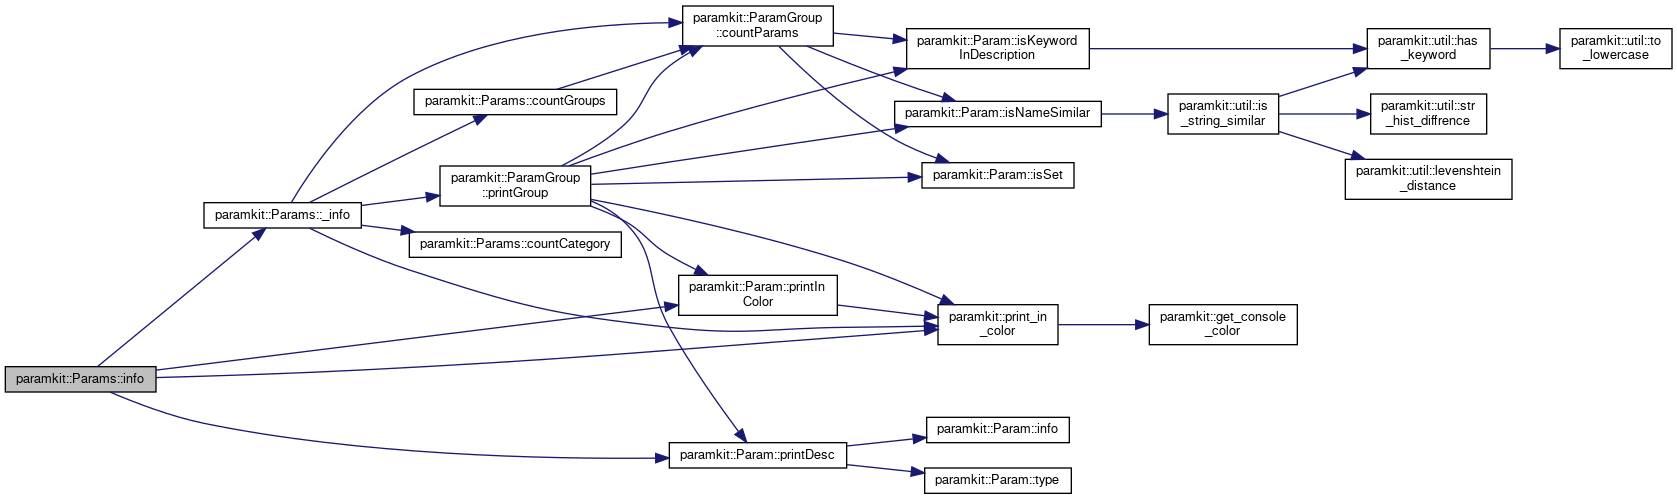 paramkit::Params::info
paramkit::Params::_info
paramkit::Params::countGroups
paramkit::ParamGroup
::printGroup
paramkit::Params::countCategory
paramkit::ParamGroup
::countParams
paramkit::Param::printIn
Color
paramkit::Param::printDesc
paramkit::Param::isKeyword
InDescription
paramkit::Param::isNameSimilar
paramkit::Param::isSet
paramkit::print_in
_color
paramkit::Param::info
paramkit::Param::type
paramkit::util::is
_string_similar
paramkit::get_console
_color
paramkit::util::has
_keyword
paramkit::util::str
_hist_diffrence
paramkit::util::levenshtein
_distance
paramkit::util::to
_lowercase